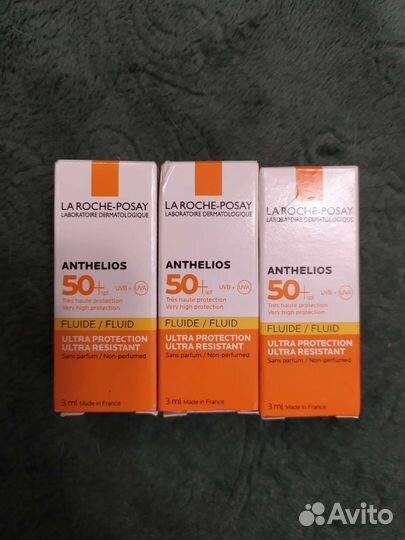 LA ROCHE-POSAY
LABORATOIRE DERMATOLOGIQUE
ANTHELIOS
50+ spf UVB + UVA
Très haute protection
Very high protection
FLUIDE / FLUID
ULTRA PROTECTION
ULTRA RESISTANT
Sans parfum / Non-perfumed
3 ml Made in France
LA ROCHE-POSAY
LABORATOIRE DERMATOLOGIQUE
ANTHELIOS
50+ spf UVB + UVA
Très haute protection
Very high protection
FLUIDE / FLUID
ULTRA PROTECTION
ULTRA RESISTANT
Sans parfum / Non-perfumed
3 ml Made in France
LA ROCHE-POSAY
LABORATOIRE DERMATOLOGIQUE
ANTHELIOS
50+ spf UVB + UVA
Très haute protection
Very high protection
FLUIDE / FLUID
ULTRA PROTECTION
ULTRA RESISTANT
Sans parfum / Non-perfumed
3 ml Made in France
Avito